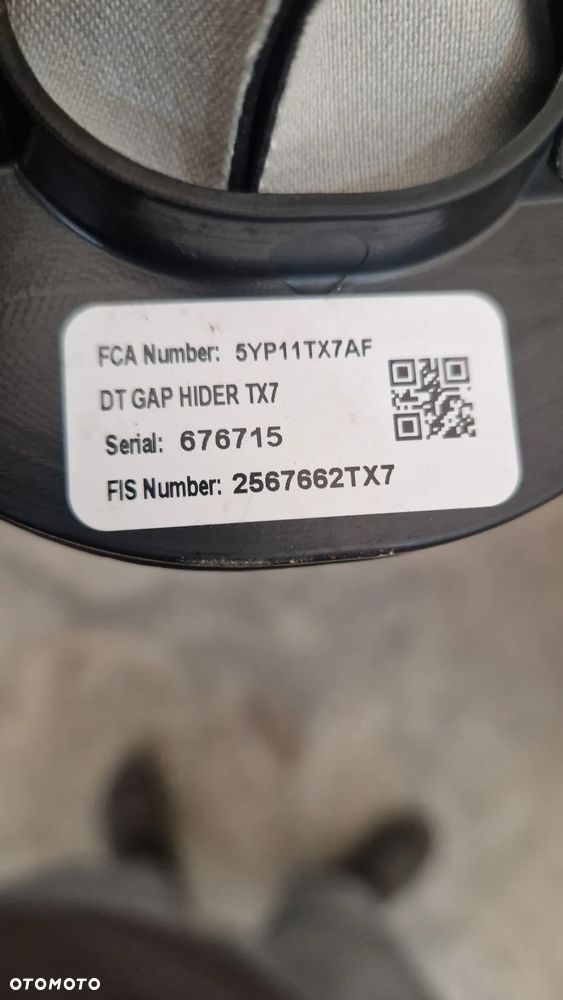 FCA Number: 5YP11TX7AF
DT GAP HIDER TX7
Serial: 676715
FIS Number: 2567662TX7
OTOMOTO